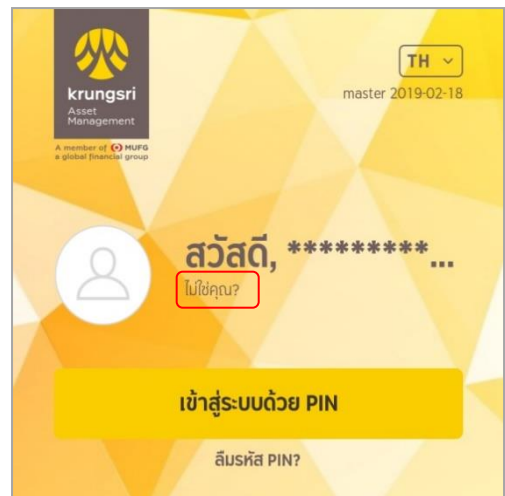 krungsri
Asset
Management
A member of MUFG
a global financial group
TH
master 2019-02-18
สวัสดี, *********...
ไม่ใช่คุณ?
เข้าสู่ระบบด้วย PIN
ลืมรหัส PIN?